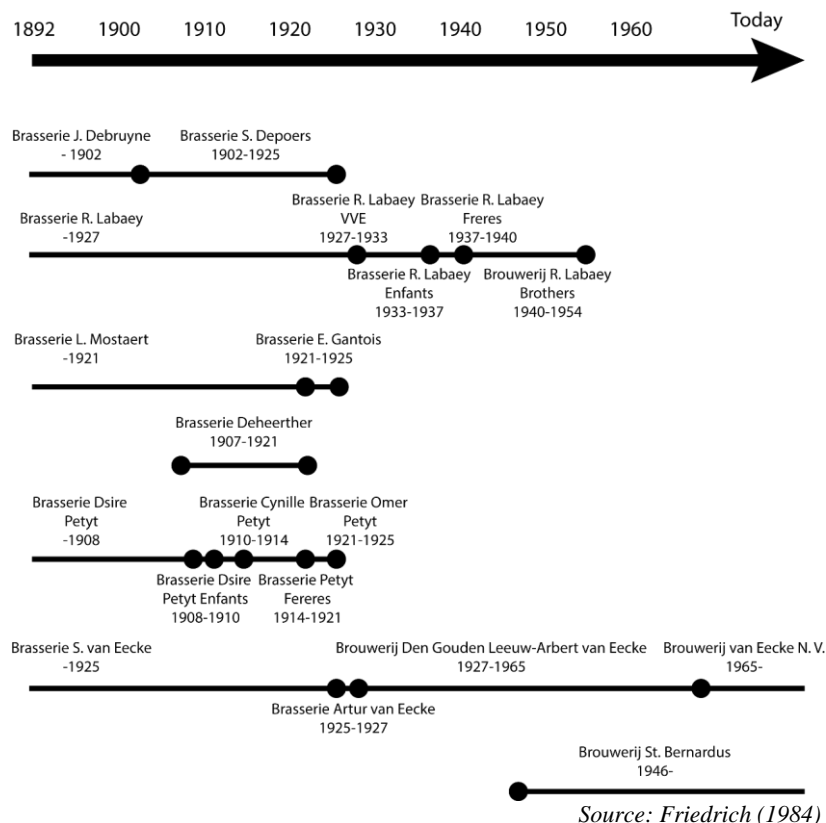 Today
1892 1900 1910 1920 1930 1940 1950 1960
Brasserie J. Debruyne
- 1902
Brasserie S. Depoers
1902-1925
Brasserie R. Labaey
-1927
Brasserie R. Labaey
VVE
1927-1933
Brasserie R. Labaey
Freres
1937-1940
Brasserie R. Labaey
Enfants
1933-1937
Brouwerij R. Labaey
Brothers
1940-1954
Brasserie L. Mostaert
-1921
Brasserie E. Gantois
1921-1925
Brasserie Deheerther
1907-1921
Brasserie Dsire
Petyt
-1908
Brasserie Cynille
Petyt
1910-1914
Brasserie Omer
Petyt
1921-1925
Brasserie Dsire
Petyt Enfants
1908-1910
Brasserie Petyt
Fereres
1914-1921
Brasserie S. van Eecke
-1925
Brouwerij Den Gouden Leeuw-Arbert van Eecke
1927-1965
Brouwerij van Eecke N. V.
1965-
Brasserie Artur van Eecke
1925-1927
Brouwerij St. Bernardus
1946-
Source: Friedrich (1984)